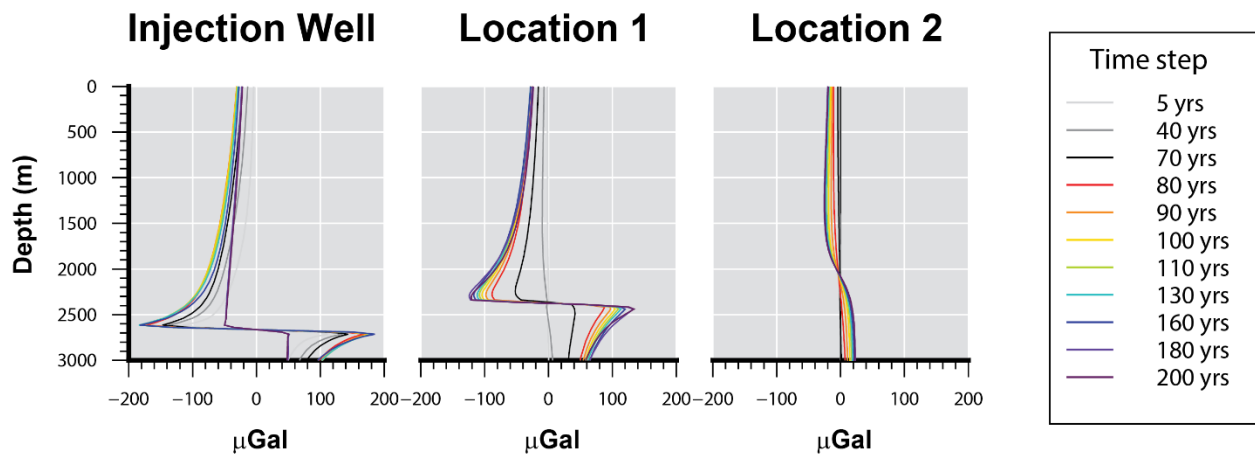 Injection Well Location 1 Location 2
Time step
5 yrs
40 yrs
70 yrs
80 yrs
90 yrs
100 yrs
110 yrs
130 yrs
160 yrs
180 yrs
200 yrs
Depth (m)
0
500
1000
1500
2000
2500
3000
−200 −100 0 100 200 −200 −100 0 100 200 −200 −100 0 100 200
μGal μGal μGal